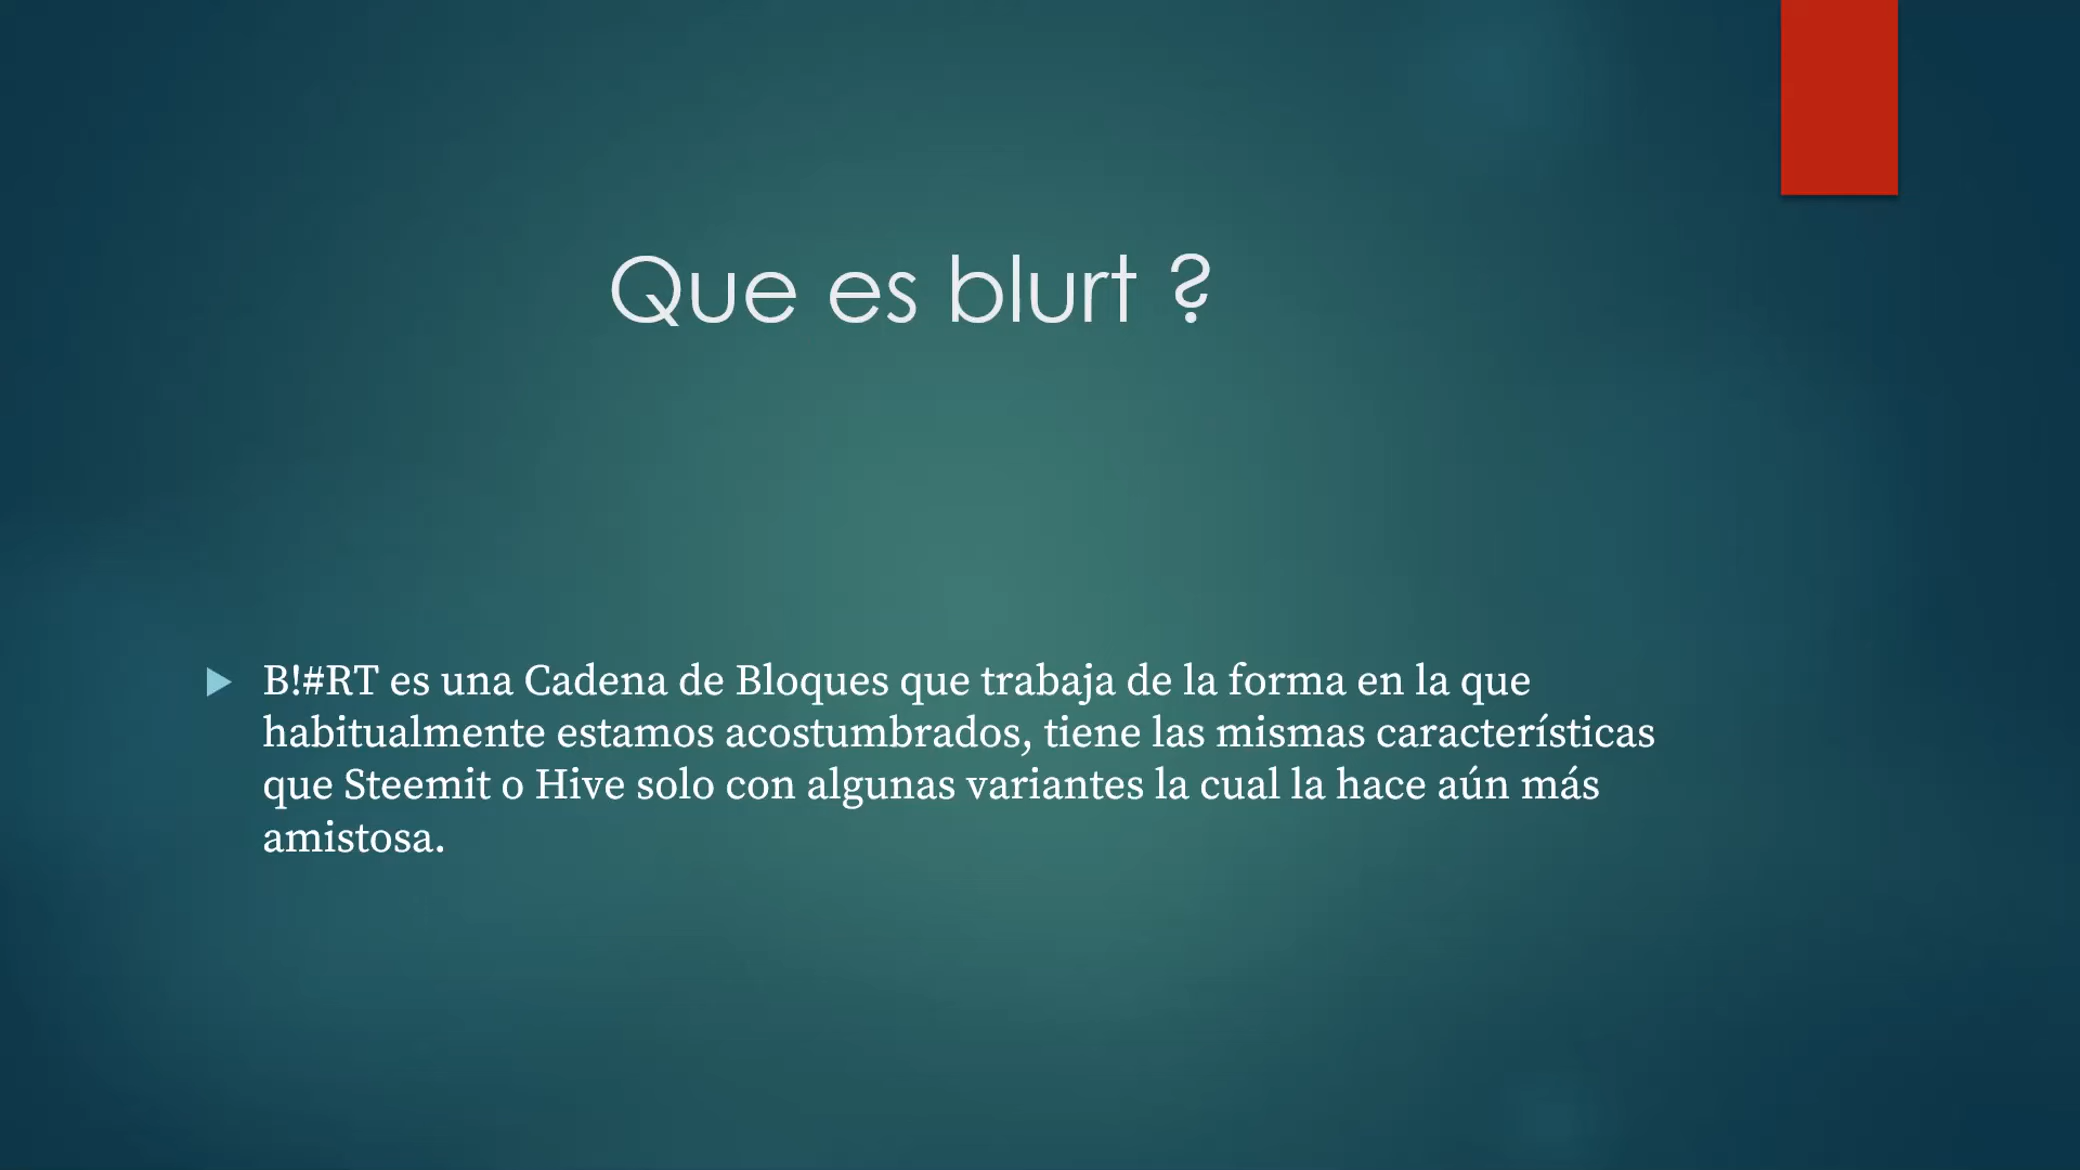 Que es blurt ?
B!#RT es una Cadena de Bloques que trabaja de la forma en la que
habitualmente estamos acostumbrados, tiene las mismas características
que Steemit o Hive solo con algunas variantes la cual la hace aún más
amistosa.